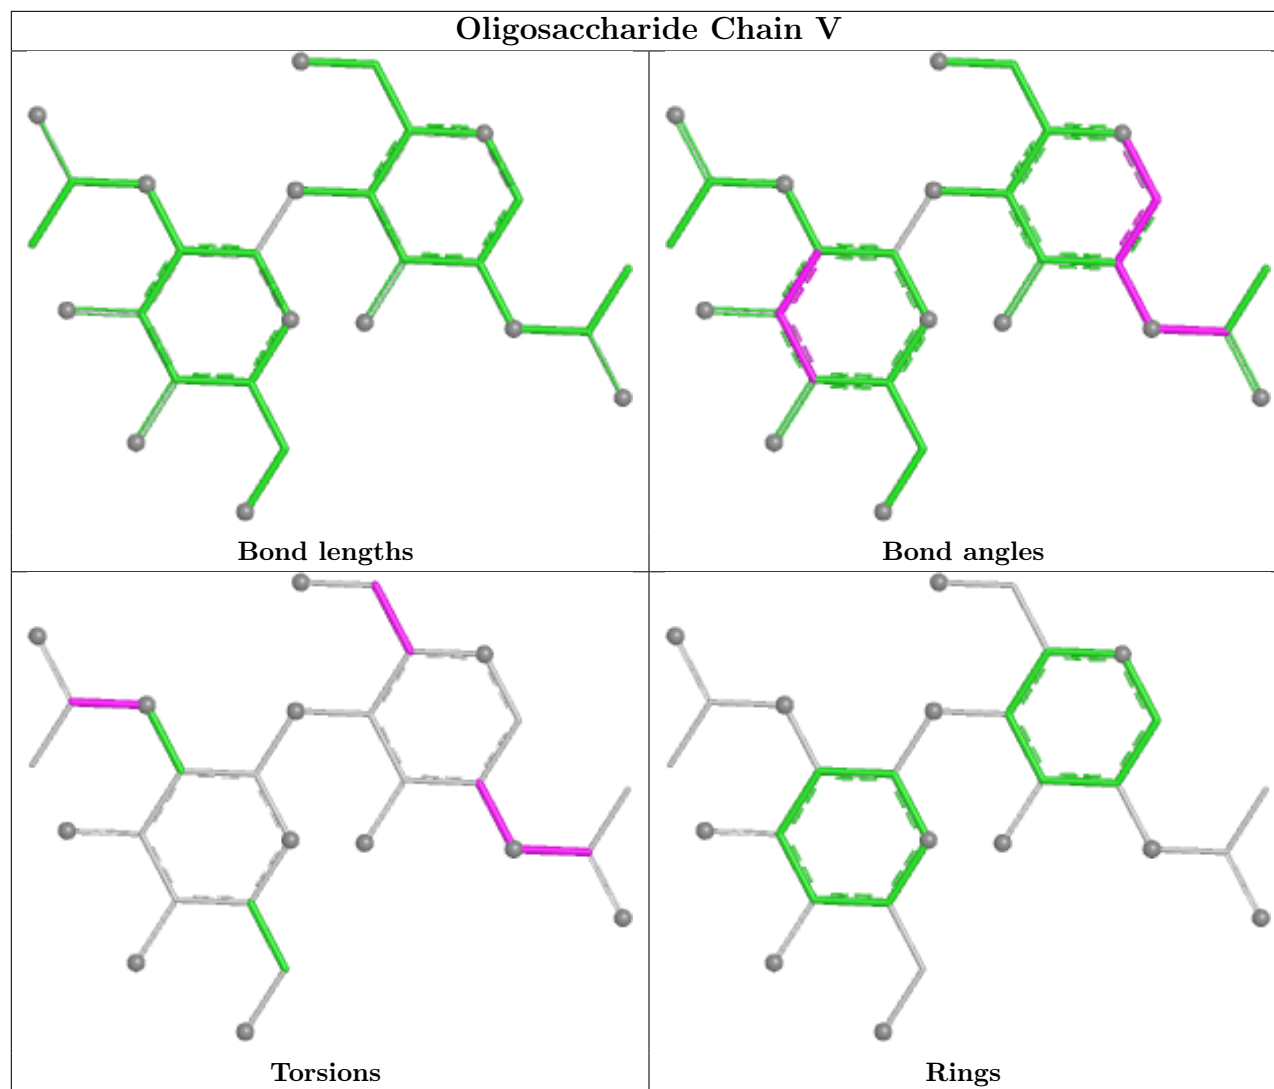 Oligosaccharide Chain V
Bond lengths
Bond angles
Torsions
Rings